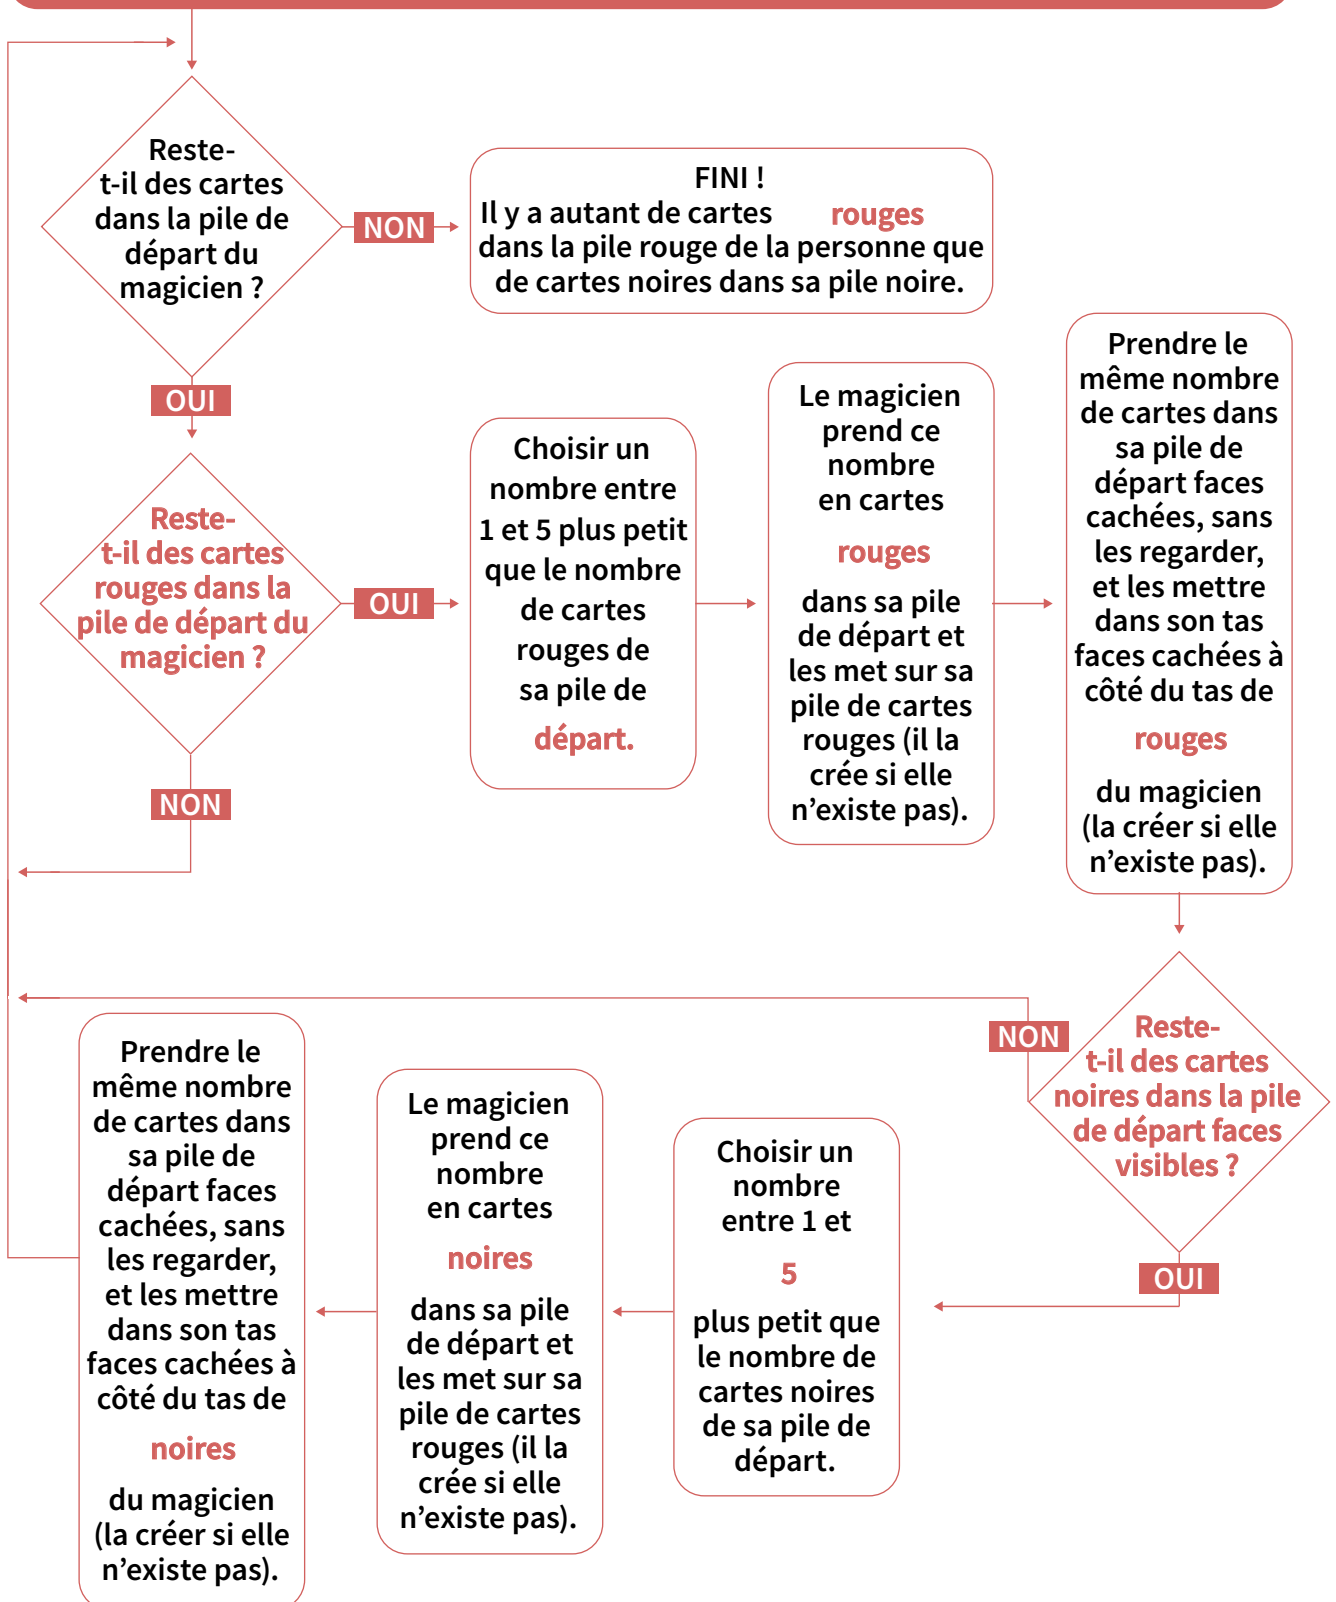 Reste-
t-il des cartes
dans la pile de
départ du
magicien ?
NON
FINI !
Il y a autant de cartes rouges
dans la pile rouge de la personne que
de cartes noires dans sa pile noire.
OUI
Reste-
t-il des cartes
rouges dans la
pile de départ du
magicien ?
OUI
Choisir un
nombre entre
1 et 5 plus petit
que le nombre
de cartes
rouges de
sa pile de
départ.
Le magicien
prend ce
nombre
en cartes
rouges
dans sa pile
de départ et
les met sur sa
pile de cartes
rouges (il la
crée si elle
n’existe pas).
Prendre le
même nombre
de cartes dans
sa pile de
départ faces
cachées, sans
les regarder,
et les mettre
dans son tas
faces cachées à
côté du tas de
rouges
du magicien
(la créer si elle
n’existe pas).
NON
Reste-
t-il des cartes
noires dans la pile
de départ faces
visibles ?
NON
OUI
Choisir un
nombre
entre 1 et
5
plus petit que
le nombre de
cartes noires
de sa pile de
départ.
Le magicien
prend ce
nombre
en cartes
noires
dans sa pile
de départ et
les met sur sa
pile de cartes
rouges (il la
crée si elle
n’existe pas).
Prendre le
même nombre
de cartes dans
sa pile de
départ faces
cachées, sans
les regarder,
et les mettre
dans son tas
faces cachées à
côté du tas de
noires
du magicien
(la créer si elle
n’existe pas).